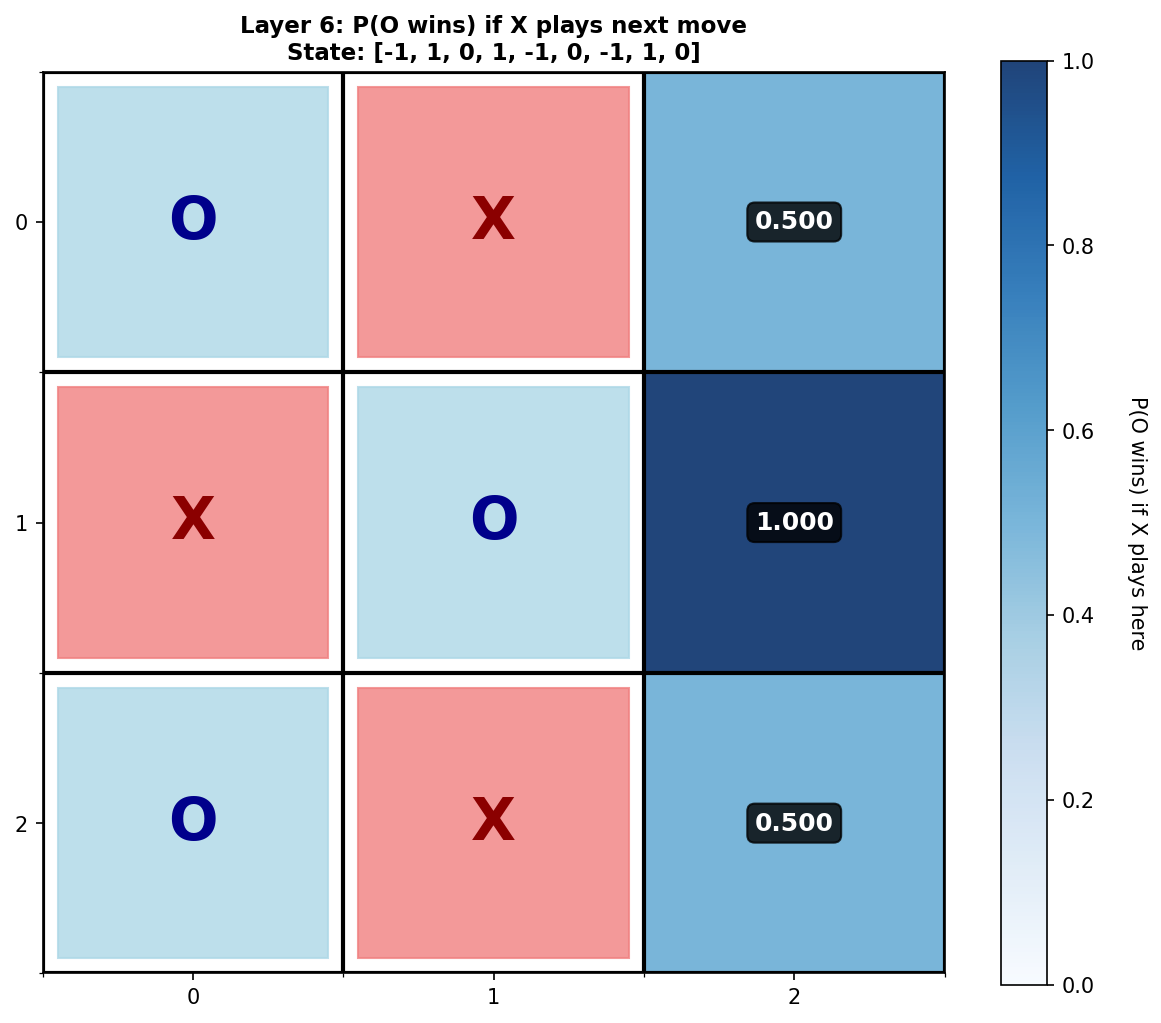 Layer 6: P(O wins) if X plays next move
State: [-1, 1, 0, 1, -1, 0, -1, 1, 0]
0
O
X
0.500
1
X
O
1.000
2
O
X
0.500
0
1
2
1.0
0.8
0.6
0.4
0.2
0.0
P(O wins) if X plays here